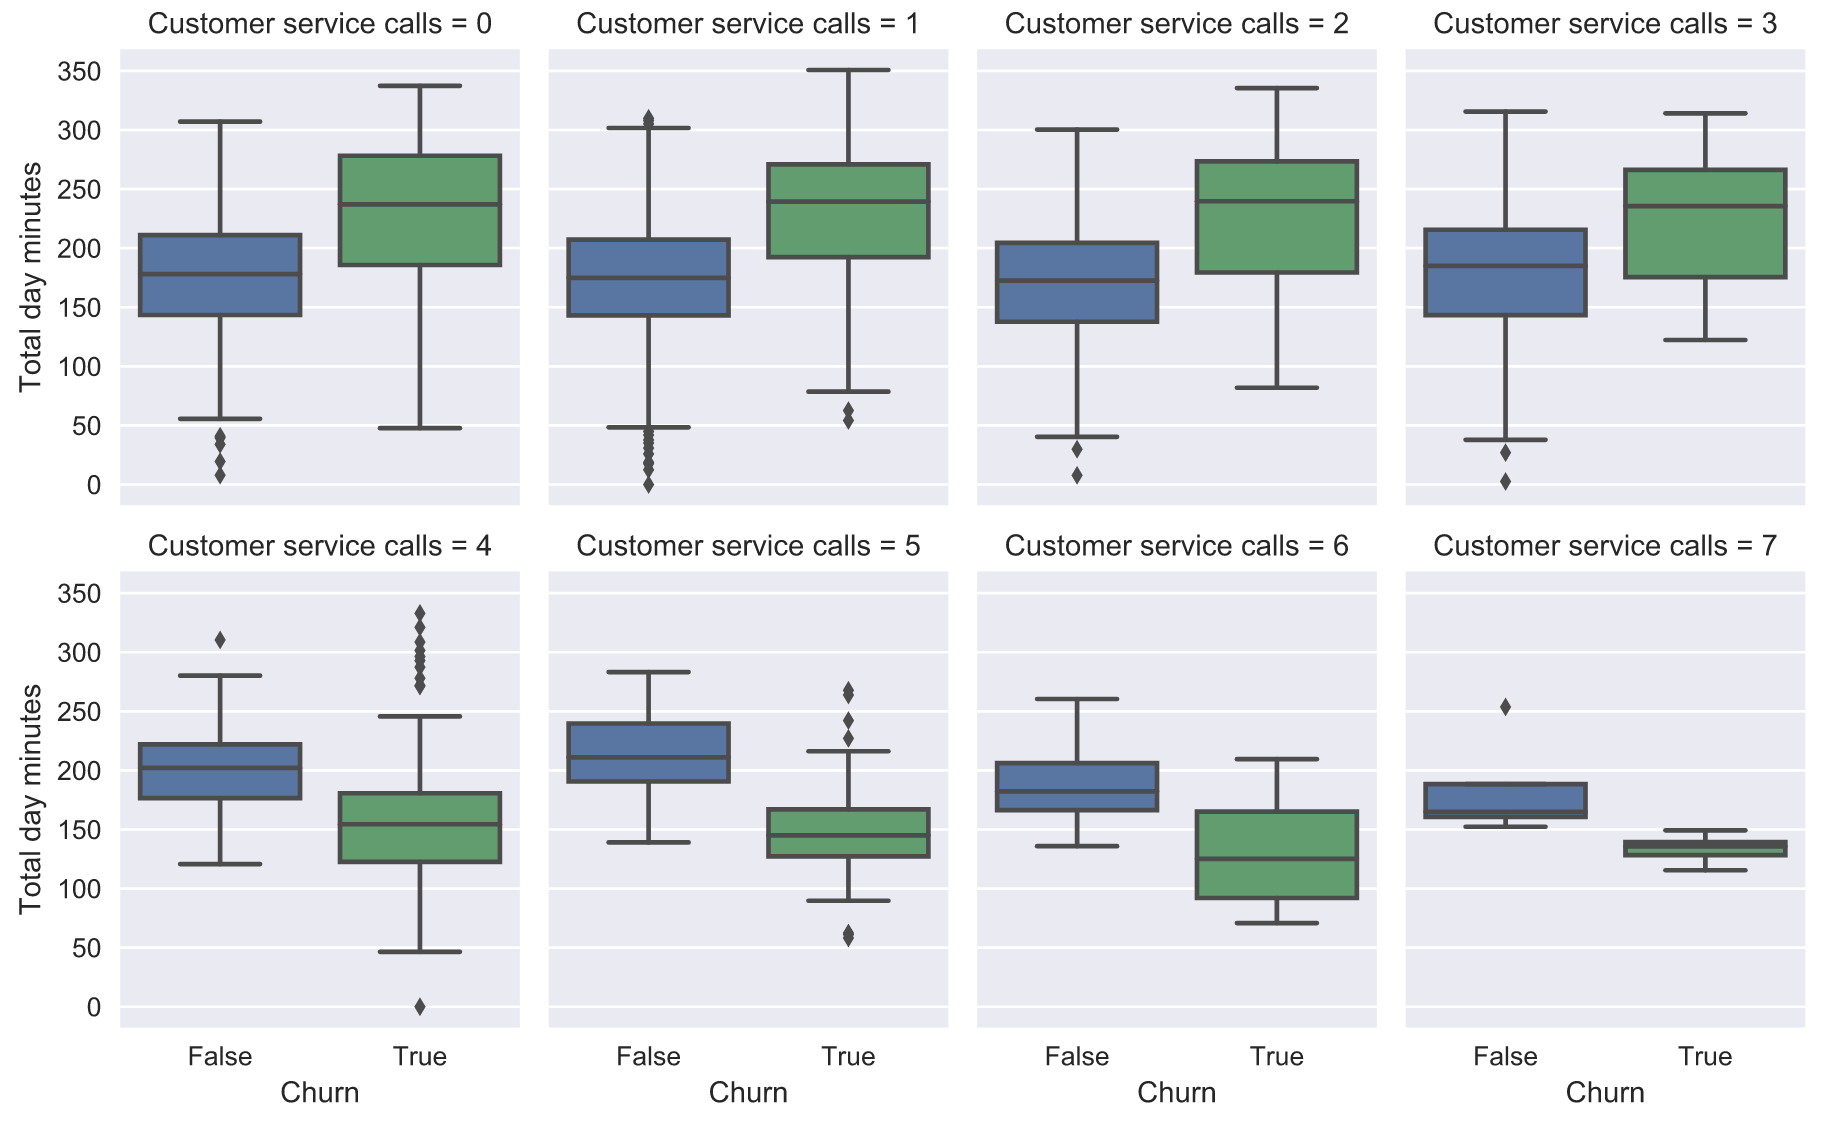 Customer service calls = 0
Customer service calls = 1
Customer service calls = 2
Customer service calls = 3
Total day minutes
350
300
250
200
150
100
50
0
Customer service calls = 4
Customer service calls = 5
Customer service calls = 6
Customer service calls = 7
Total day minutes
350
300
250
200
150
100
50
0
False True
False True
False True
False True
Churn
Churn
Churn
Churn